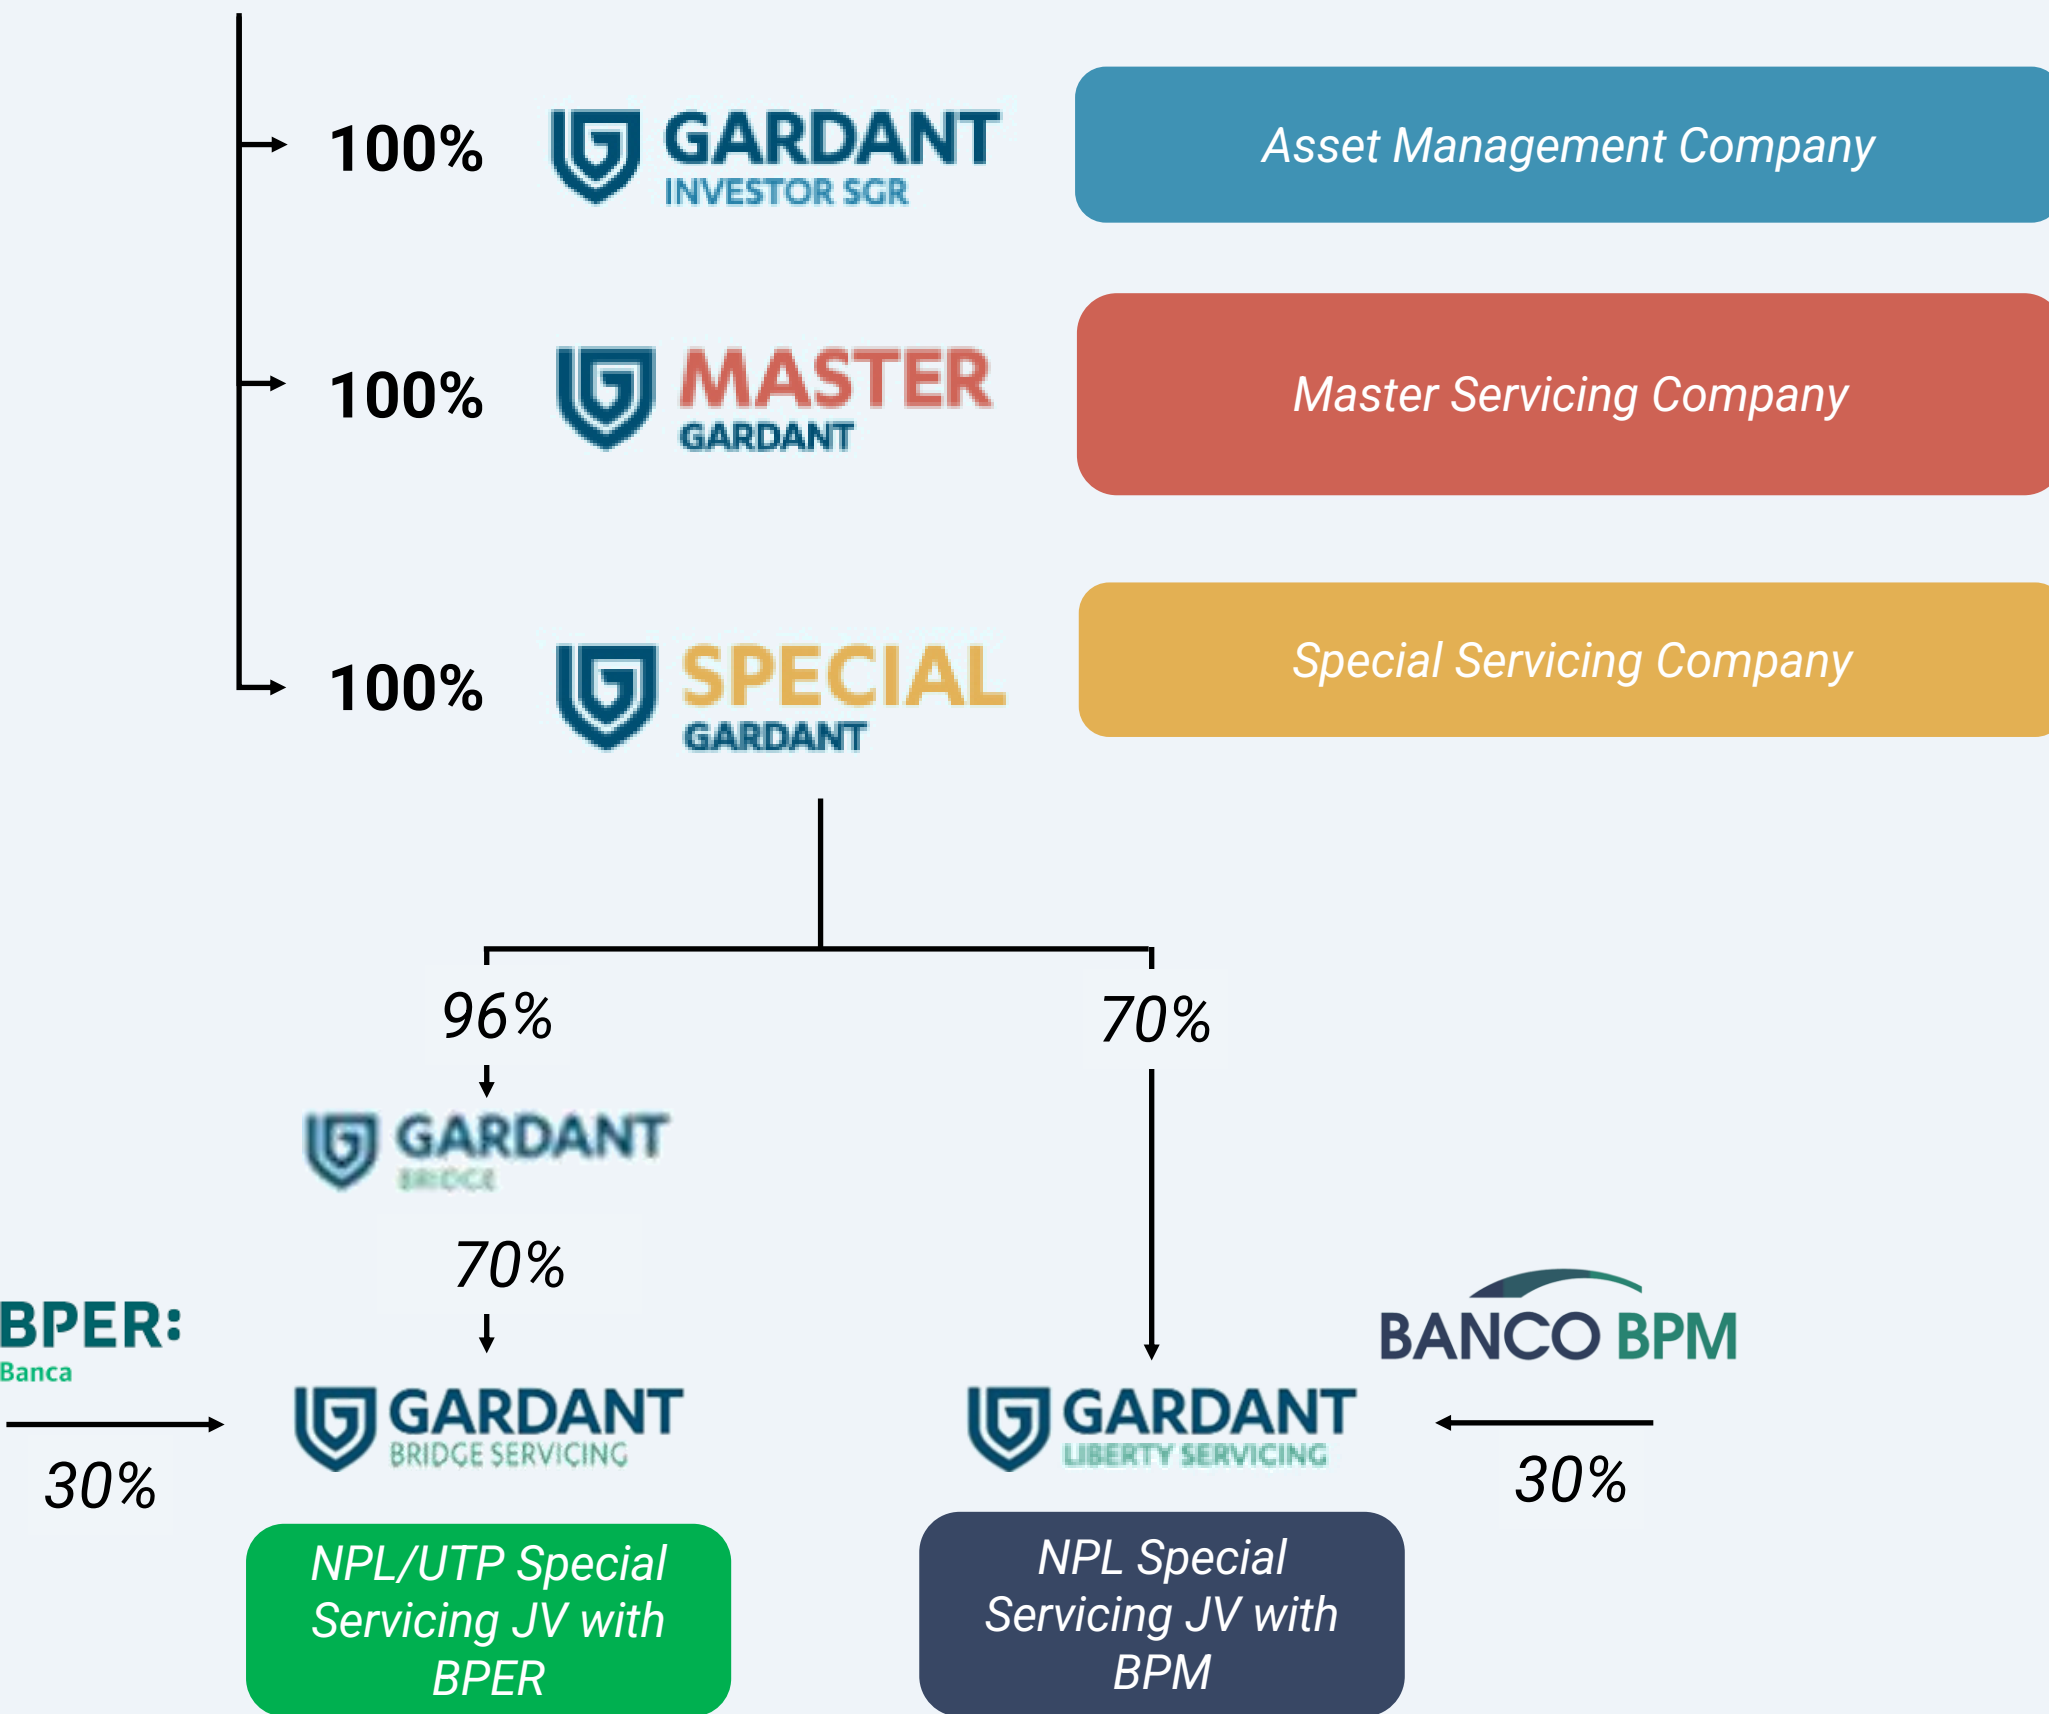 100%
GARDANT
INVESTOR SGR
Asset Management Company
100%
MASTER
GARDANT
Master Servicing Company
100%
SPECIAL
GARDANT
Special Servicing Company
96%
70%
GARDANT
BRIDGE
70%
BPER:
Banca
BANCO BPM
GARDANT
BRIDGE SERVICING
GARDANT
LIBERTY SERVICING
30%
30%
NPL/UTP Special
Servicing JV with
BPER
NPL Special
Servicing JV with
BPM